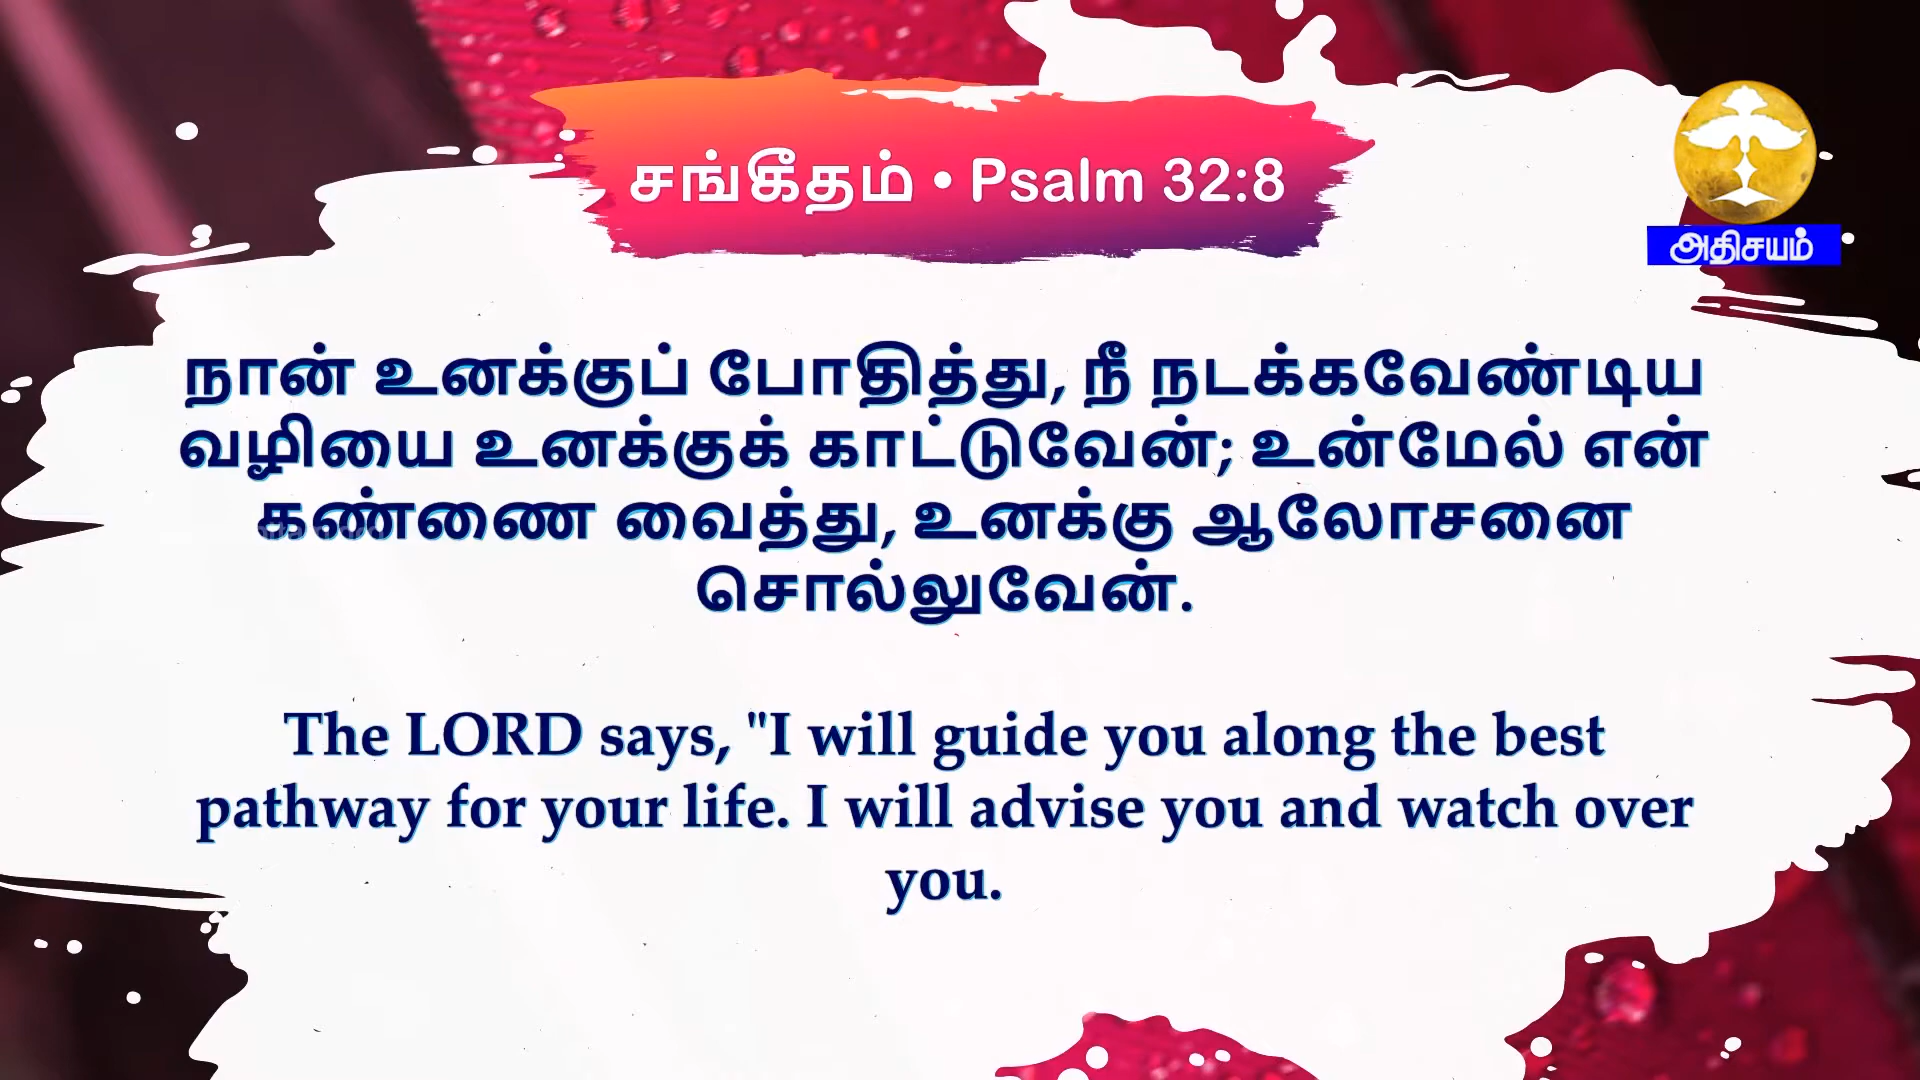 சங்கீதம் • Psalm 32:8
அதிசயம்
நான் உனக்குப் போதித்து, நீ நடக்கவேண்டிய
வழியை உனக்குக் காட்டுவேன்; உன்மேல் என்
கண்ணை வைத்து, உனக்கு ஆலோசனை
சொல்லுவேன்.
The LORD says, "I will guide you along the best
pathway for your life. I will advise you and watch over
you.